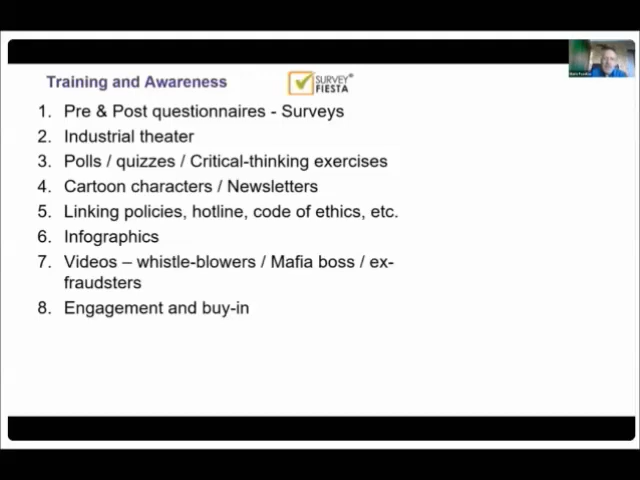 Training and Awareness
SURVEY®
FIESTA
1. Pre & Post questionnaires - Surveys
2. Industrial theater
3. Polls / quizzes / Critical-thinking exercises
4. Cartoon characters / Newsletters
5. Linking policies, hotline, code of ethics, etc.
6. Infographics
7. Videos – whistle-blowers / Mafia boss / ex-
fraudsters
8. Engagement and buy-in